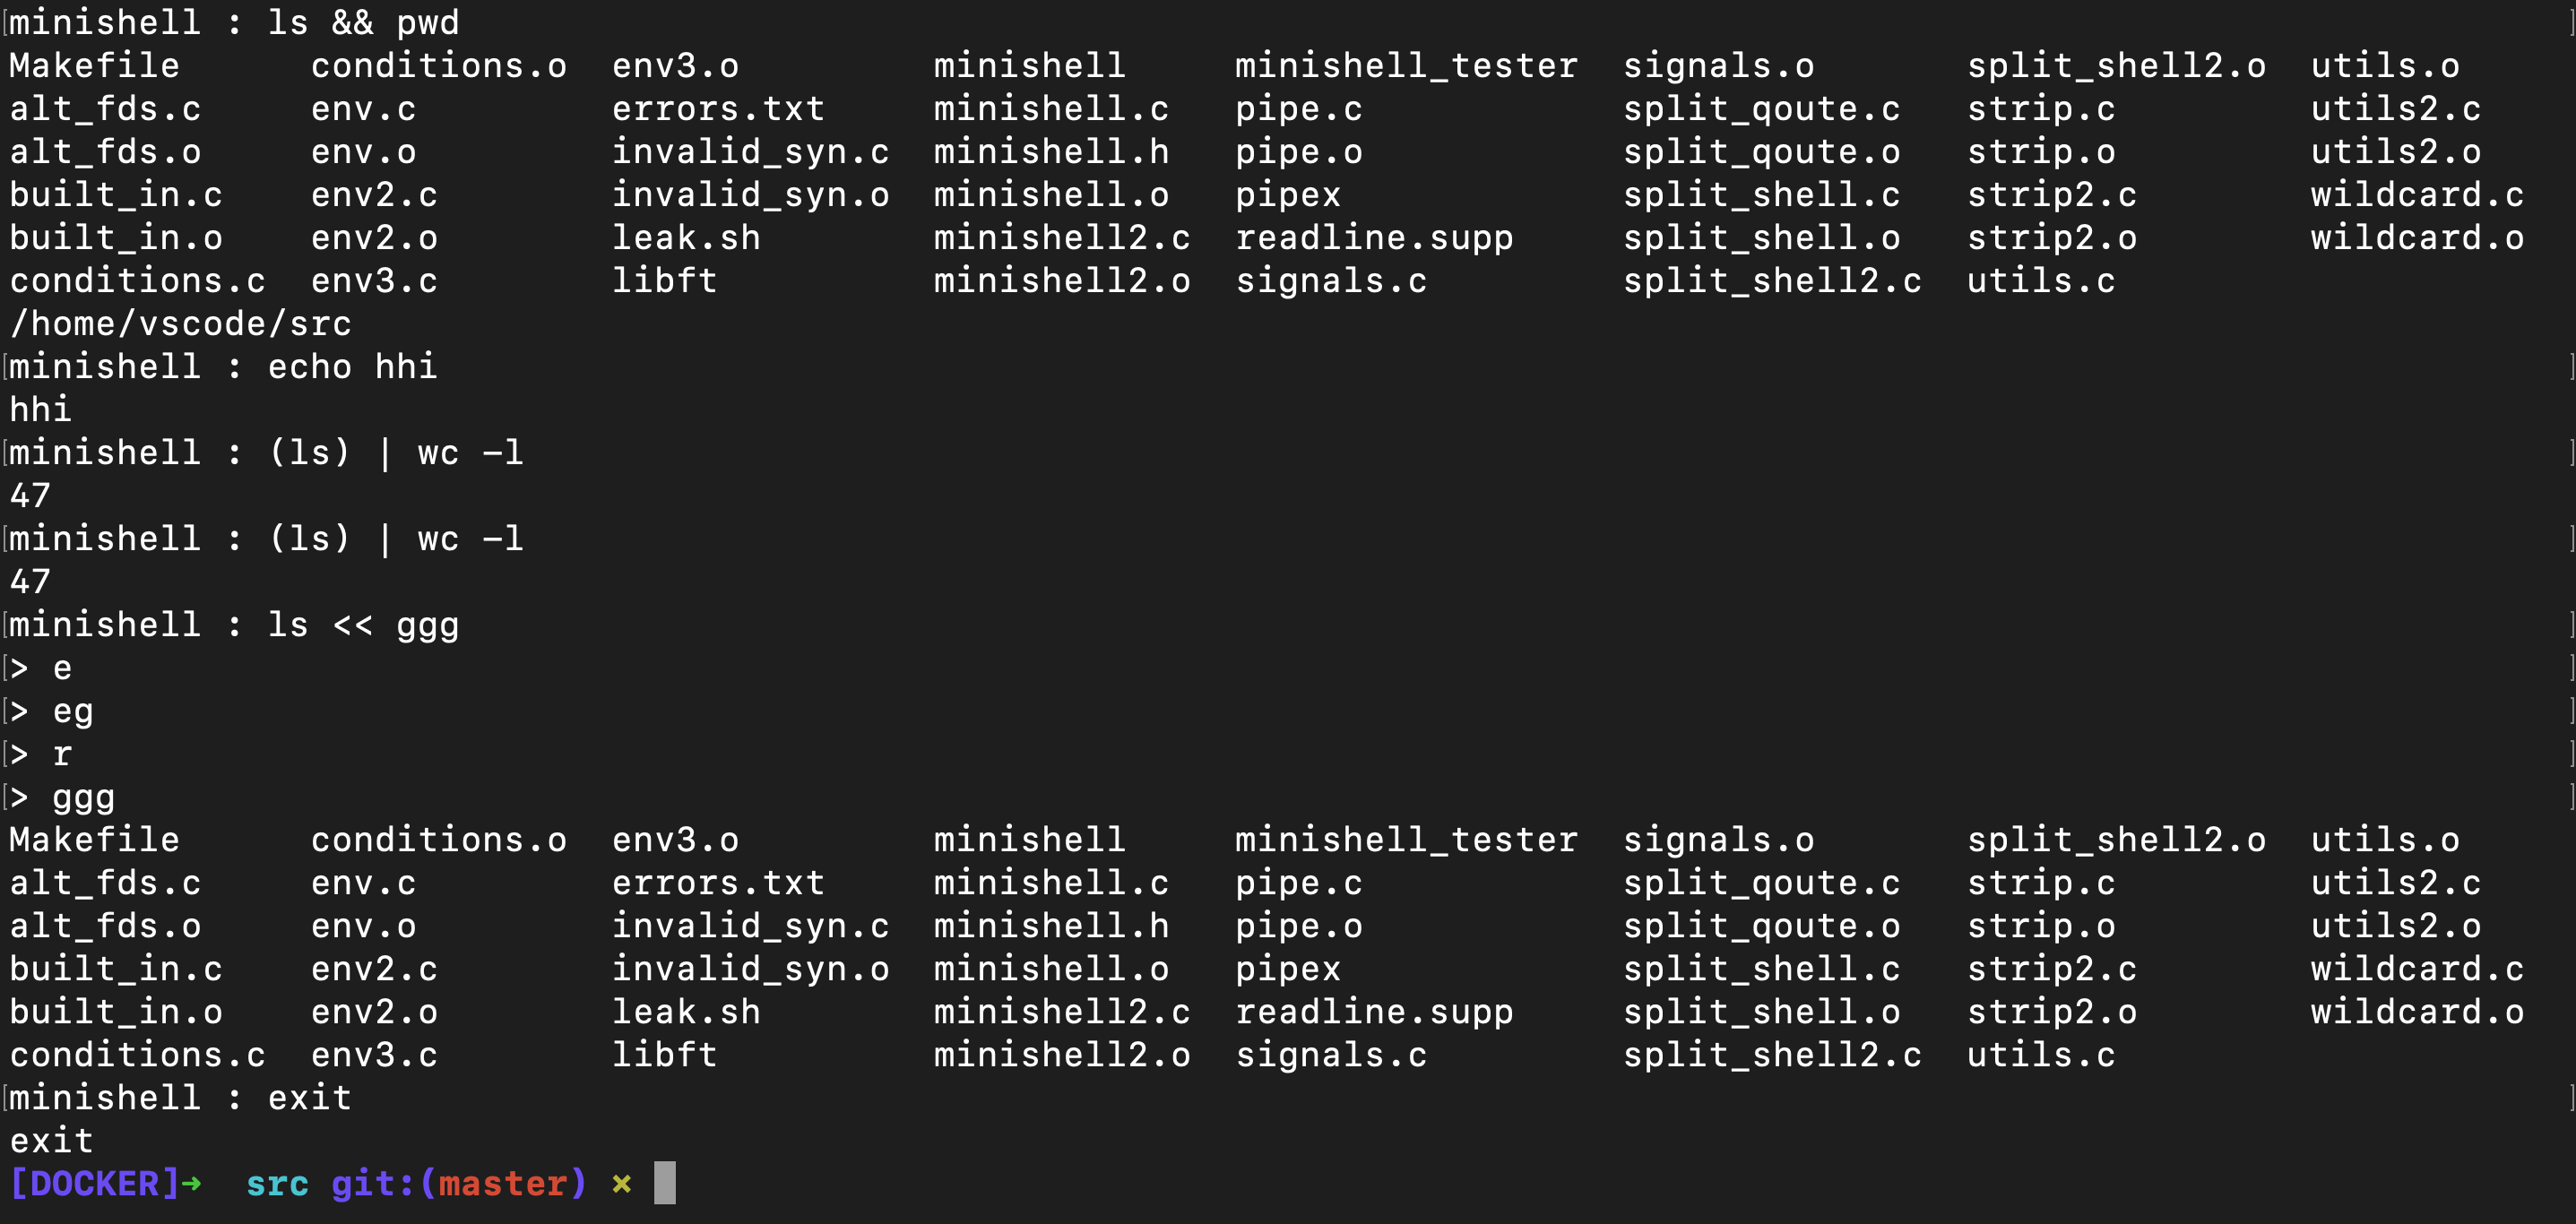 minishell : ls && pwd
Makefile      conditions.o  env3.o         minishell     minishell_tester  signals.o       split_shell2.o  utils.o
alt_fds.c     env.c         errors.txt     minishell.c   pipe.c            split_qoute.c   strip.c         utils2.c
alt_fds.o     env.o         invalid_syn.c  minishell.h   pipe.o            split_qoute.o   strip.o         utils2.o
built_in.c    env2.c        invalid_syn.o  minishell.o   pipex             split_shell.c   strip2.c        wildcard.c
built_in.o    env2.o        leak.sh        minishell2.c  readline.supp     split_shell.o   strip2.o        wildcard.o
conditions.c  env3.c        libft          minishell2.o  signals.c         split_shell2.c  utils.c
/home/vscode/src
minishell : echo hhi
hhi
minishell : (ls) | wc -l
47
minishell : (ls) | wc -l
47
minishell : ls << ggg
> e
> eg
> r
> ggg
Makefile      conditions.o  env3.o         minishell     minishell_tester  signals.o       split_shell2.o  utils.o
alt_fds.c     env.c         errors.txt     minishell.c   pipe.c            split_qoute.c   strip.c         utils2.c
alt_fds.o     env.o         invalid_syn.c  minishell.h   pipe.o            split_qoute.o   strip.o         utils2.o
built_in.c    env2.c        invalid_syn.o  minishell.o   pipex             split_shell.c   strip2.c        wildcard.c
built_in.o    env2.o        leak.sh        minishell2.c  readline.supp     split_shell.o   strip2.o        wildcard.o
conditions.c  env3.c        libft          minishell2.o  signals.c         split_shell2.c  utils.c
minishell : exit
exit
[DOCKER]➜  src git:(master) ✗